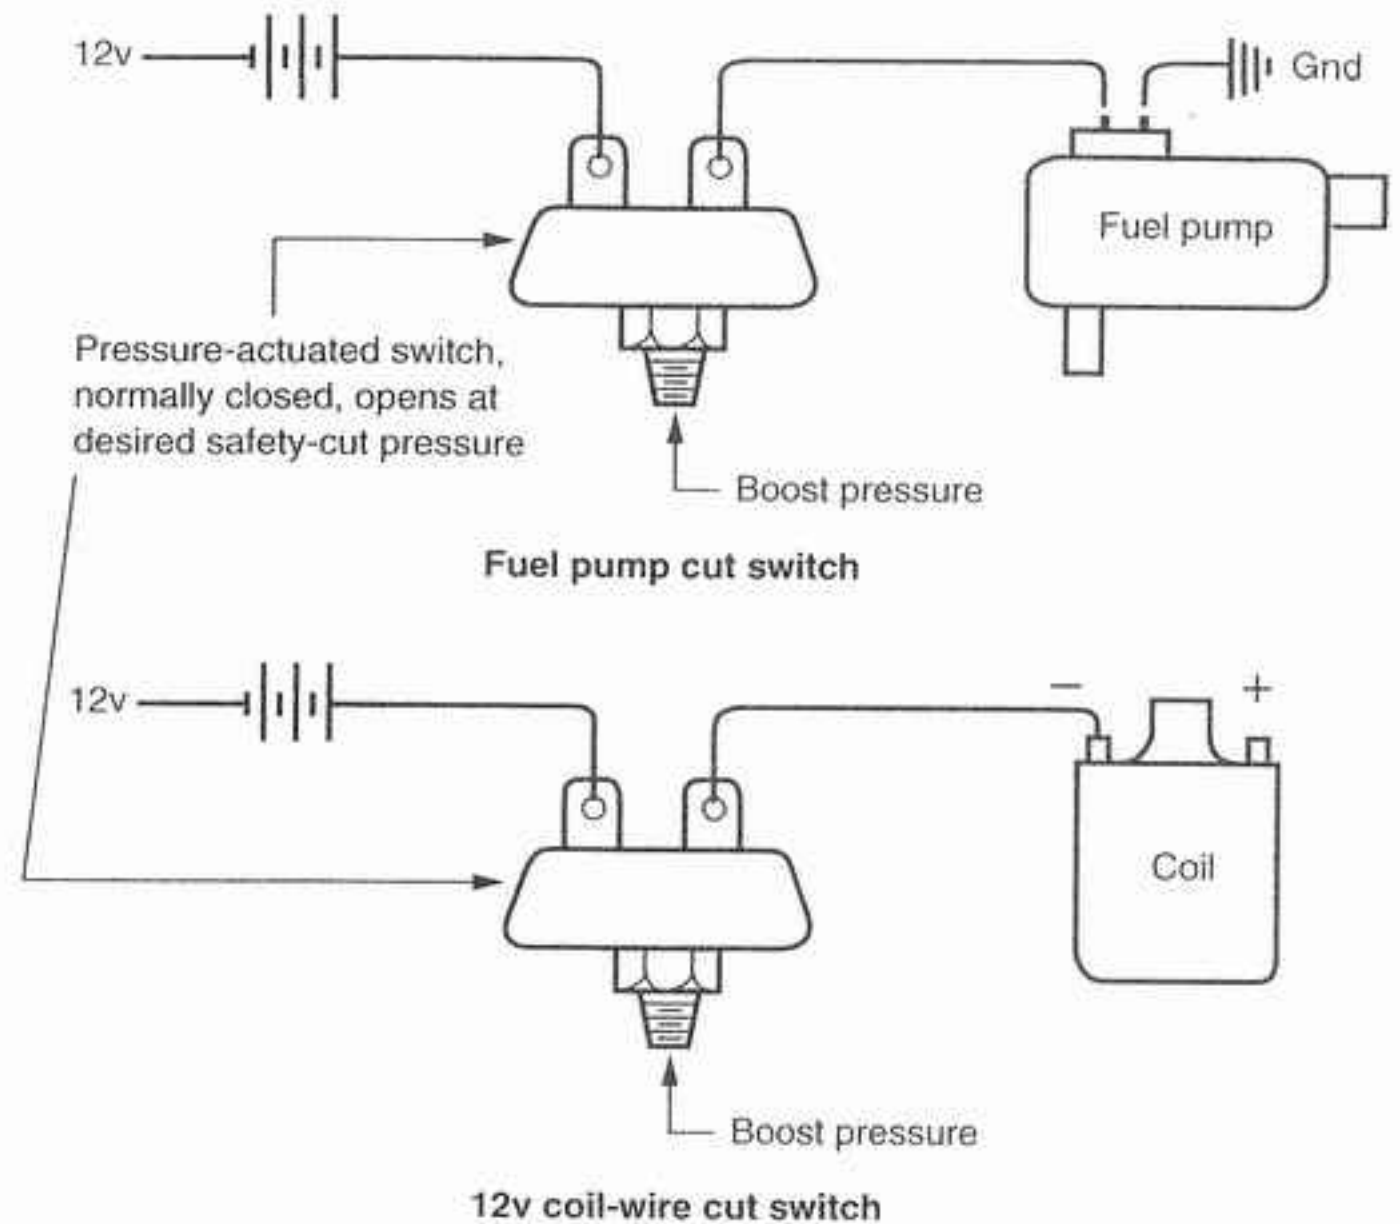 12v
Gnd
Fuel pump
Pressure-actuated switch,
normally closed, opens at
desired safety-cut pressure
Boost pressure
Fuel pump cut switch
12v
− +
Coil
Boost pressure
12v coil-wire cut switch